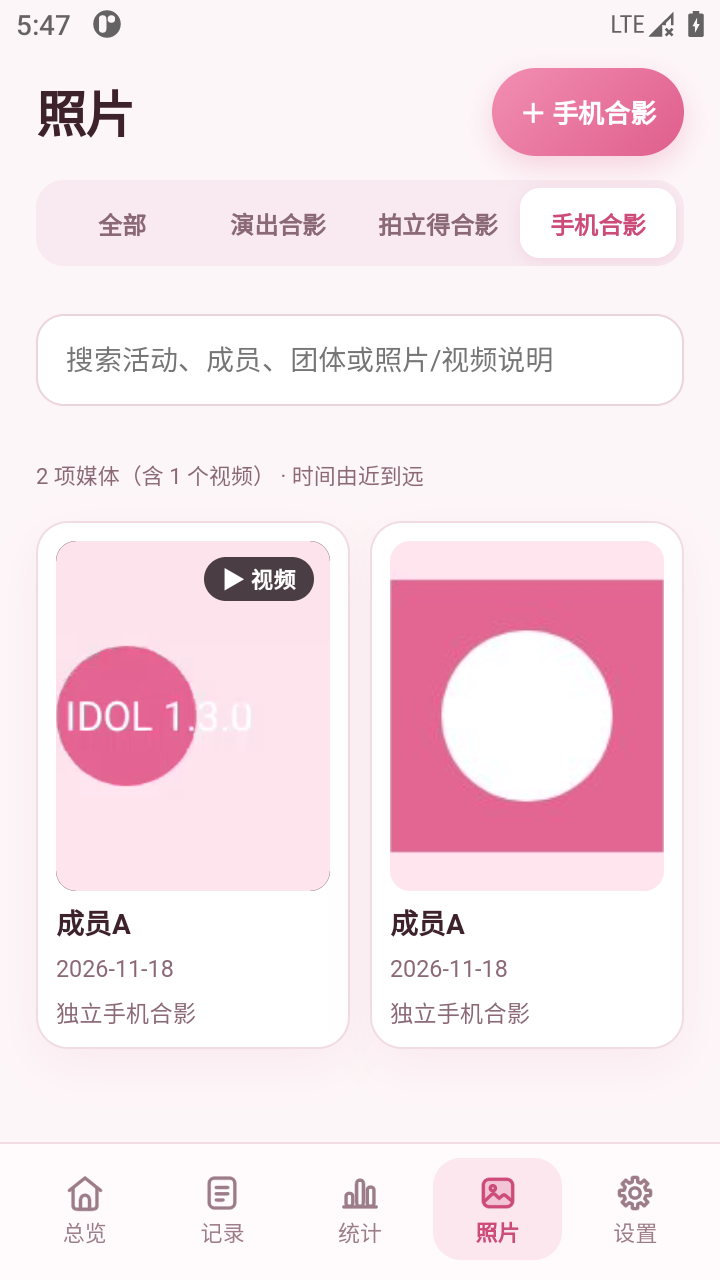 5:47
LTE
照片
+ 手机合影
全部 演出合影 拍立得合影 手机合影
搜索活动、成员、团体或照片/视频说明
2 项媒体（含 1 个视频） · 时间由近到远
▶ 视频
IDOL 1.3.0
成员A
2026-11-18
独立手机合影
成员A
2026-11-18
独立手机合影
总览 记录 统计 照片 设置